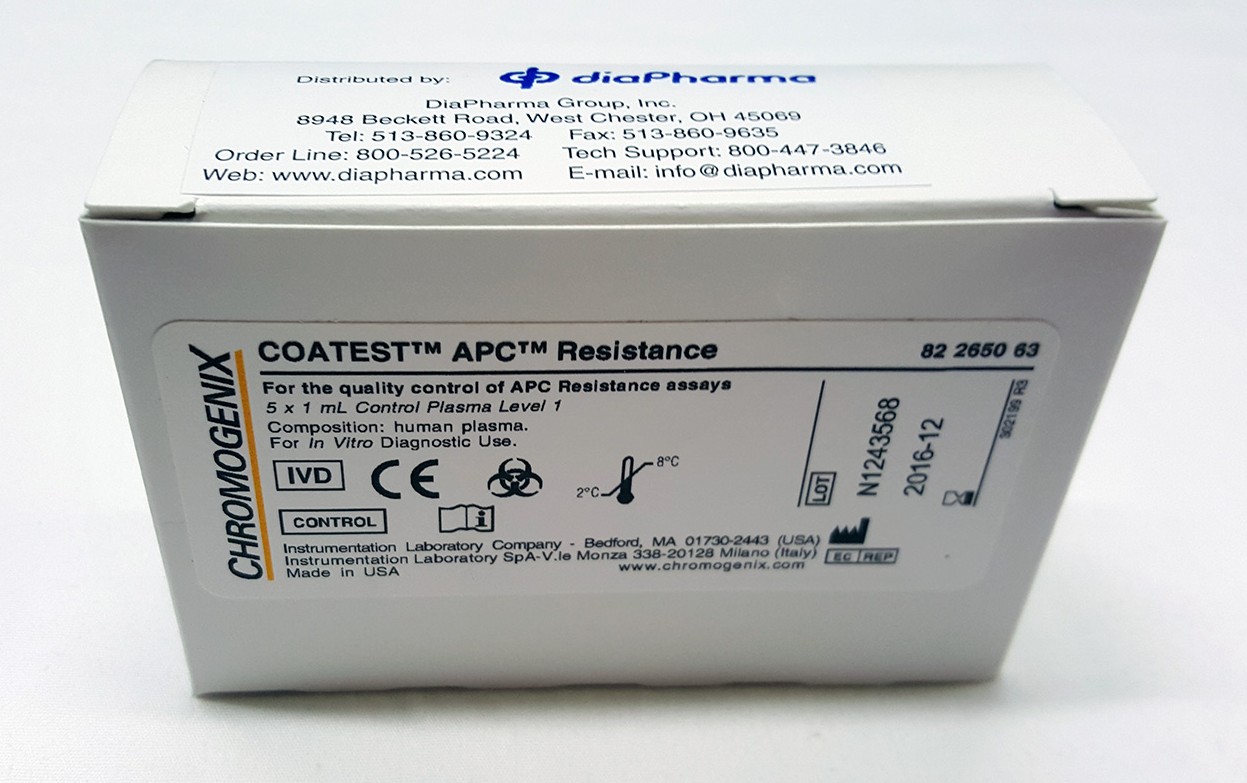 Distributed by: diaPharma
DiaPharma Group, Inc.
8948 Beckett Road, West Chester, OH 45069
Tel: 513-860-9324 Fax: 513-860-9635
Order Line: 800-526-5224 Tech Support: 800-447-3846
Web: www.diapharma.com E-mail: info@diapharma.com
CHROMOGENIX
COATEST™ APC™ Resistance 82 2650 63
For the quality control of APC Resistance assays
5 x 1 mL Control Plasma Level 1
Composition: human plasma.
For In Vitro Diagnostic Use.
IVD CE
2°C 8°C
CONTROL i
LOT
N1243568
2016-12
302199 R3
Instrumentation Laboratory Company - Bedford, MA 01730-2443 (USA)
Instrumentation Laboratory SpA-V.le Monza 338-20128 Milano (Italy) EC REP
Made in USA www.chromogenix.com